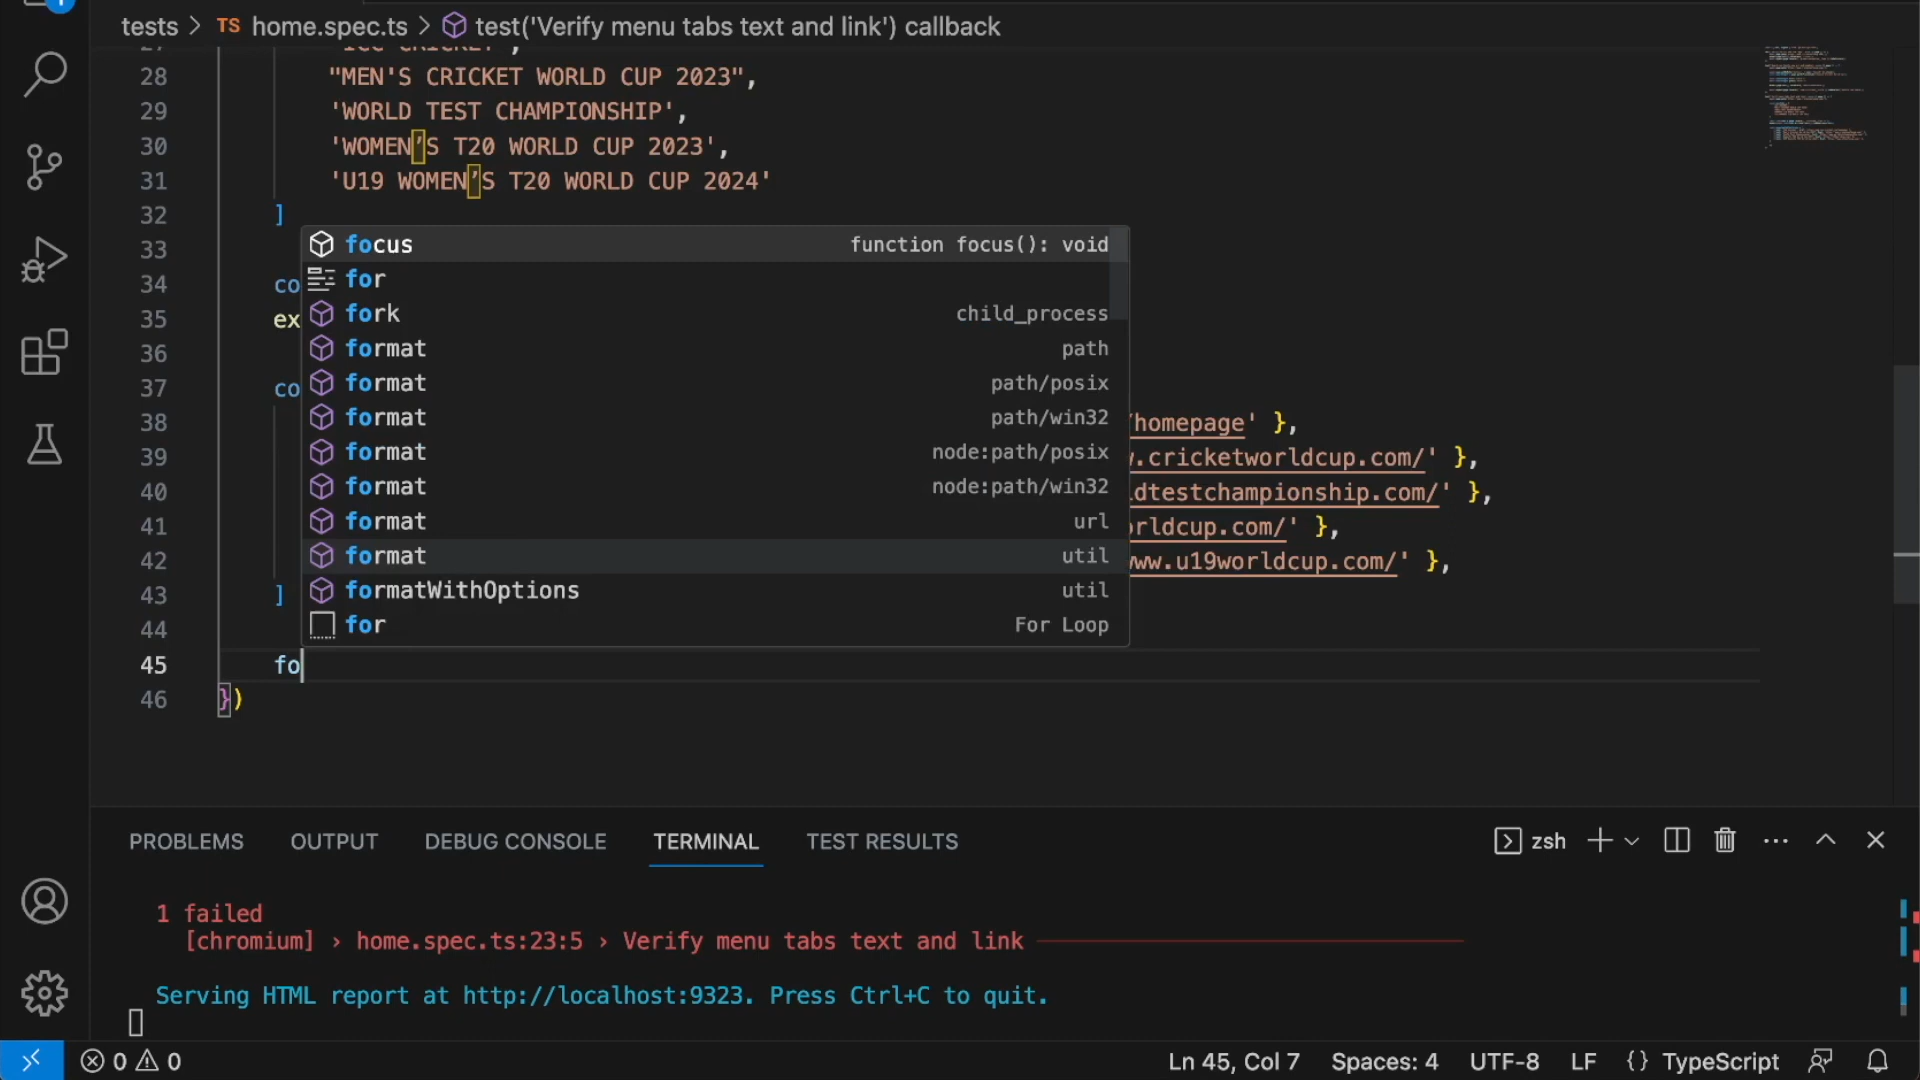 tests > TS home.spec.ts > test('Verify menu tabs text and link') callback
28 "MEN'S CRICKET WORLD CUP 2023",
29 'WORLD TEST CHAMPIONSHIP',
30 'WOMEN’S T20 WORLD CUP 2023',
31 'U19 WOMEN’S T20 WORLD CUP 2024'
32 ]
33 focus function focus(): void
34 co for
35 ex fork child_process
36 format path
37 co format path/posix
38 format path/win32 /homepage' },
39 format node:path/posix .cricketworldcup.com/' },
40 format node:path/win32 ldtestchampionship.com/' },
41 format url rldcup.com/' },
42 format util ww.u19worldcup.com/' },
43 ] formatWithOptions util
44 for For Loop
45 fo
46 })
PROBLEMS OUTPUT DEBUG CONSOLE TERMINAL TEST RESULTS zsh
1 failed
[chromium] › home.spec.ts:23:5 › Verify menu tabs text and link
Serving HTML report at http://localhost:9323. Press Ctrl+C to quit.
0 0 Ln 45, Col 7 Spaces: 4 UTF-8 LF {} TypeScript